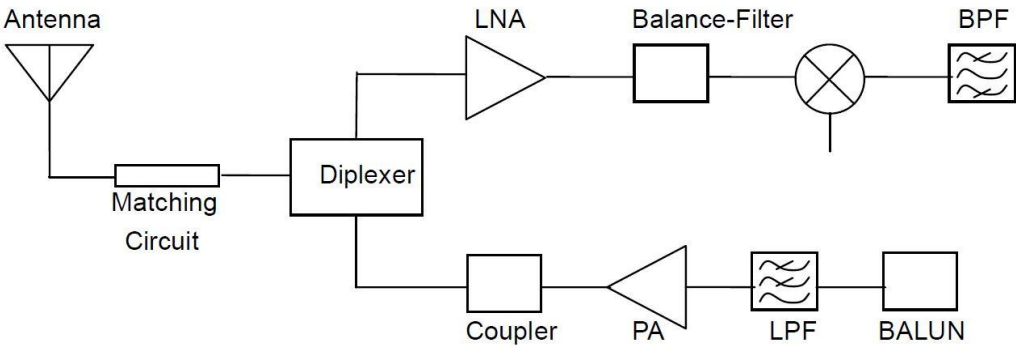 Antenna
LNA
Balance-Filter
BPF
Diplexer
Matching
Circuit
Coupler
PA
LPF
BALUN